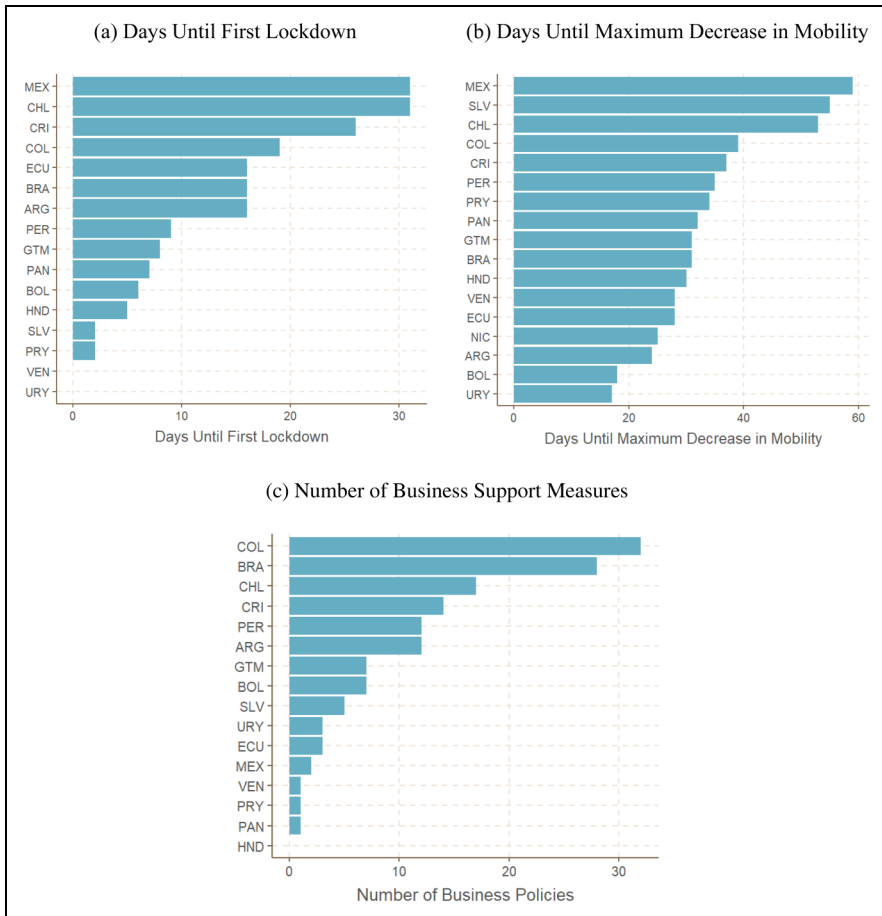 (a) Days Until First Lockdown
MEX
CHL
CRI
COL
ECU
BRA
ARG
PER
GTM
PAN
BOL
HND
SLV
PRY
VEN
URY
0 10 20 30
Days Until First Lockdown
(b) Days Until Maximum Decrease in Mobility
MEX
SLV
CHL
COL
CRI
PER
PRY
PAN
GTM
BRA
HND
VEN
ECU
NIC
ARG
BOL
URY
0 20 40 60
Days Until Maximum Decrease in Mobility
(c) Number of Business Support Measures
COL
BRA
CHL
CRI
PER
ARG
GTM
BOL
SLV
URY
ECU
MEX
VEN
PRY
PAN
HND
0 10 20 30
Number of Business Policies